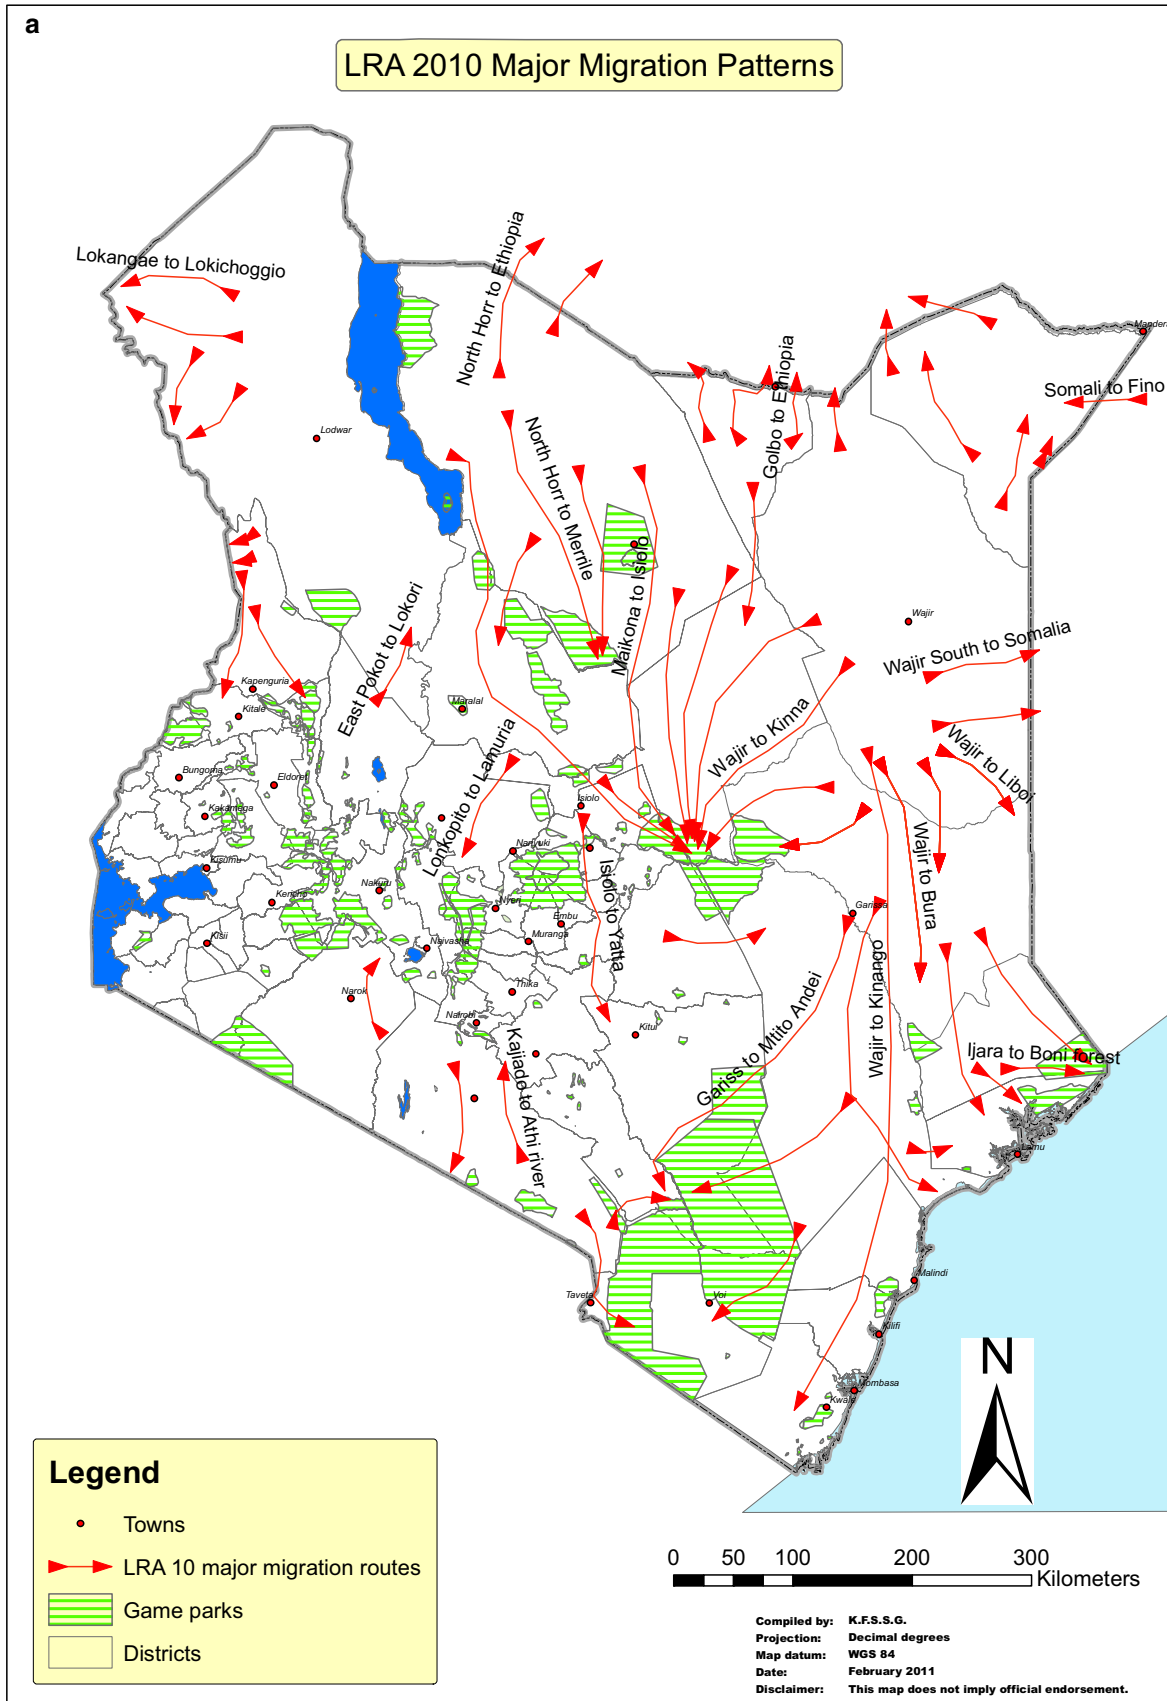 a
LRA 2010 Major Migration Patterns
Lokangae to Lokichoggio
North Horr to Ethiopia
Golbo to Ethiopia
Mandera
Somali to Fino
Lodwar
North Horr to Merrile
Maikona to Isiolo
East Pokot to Lokori
Wajir
Wajir South to Somalia
Kapenguria
Kitale
Maralal
Lonkopito to Lamuria
Wajir to Kinna
Wajir to Liboi
Bungoma
Eldoret
Kakamega
Isiolo
Nanyuki
Isiolo to Yatta
Wajir to Bura
Kisumu
Kericho
Nakuru
Nyeri
Embu
Garissa
Kisii
Naivasha
Muranga
Wajir to Kinango
Narok
Thika
Nairobi
Kitui
Gariss to Mtito Andei
Kajiado to Athi river
Ijara to Boni forest
Lamu
Malindi
Taveta
Voi
Kilifi
Mombasa
Kwale
N
Legend
Towns
LRA 10 major migration routes
Game parks
Districts
0 50 100 200 300
Kilometers
Compiled by: K.F.S.S.G.
Projection: Decimal degrees
Map datum: WGS 84
Date: February 2011
Disclaimer: This map does not imply official endorsement.